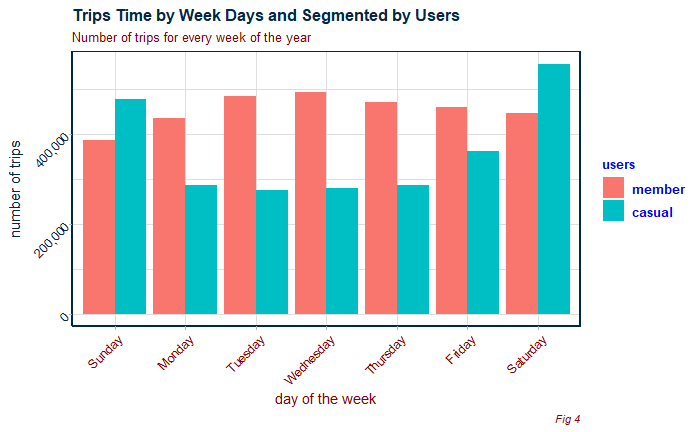 Trips Time by Week Days and Segmented by Users
Number of trips for every week of the year
number of trips
400,000
200,000
0
Sunday
Monday
Tuesday
Wednesday
Thursday
Friday
Saturday
day of the week
users
member
casual
Fig 4